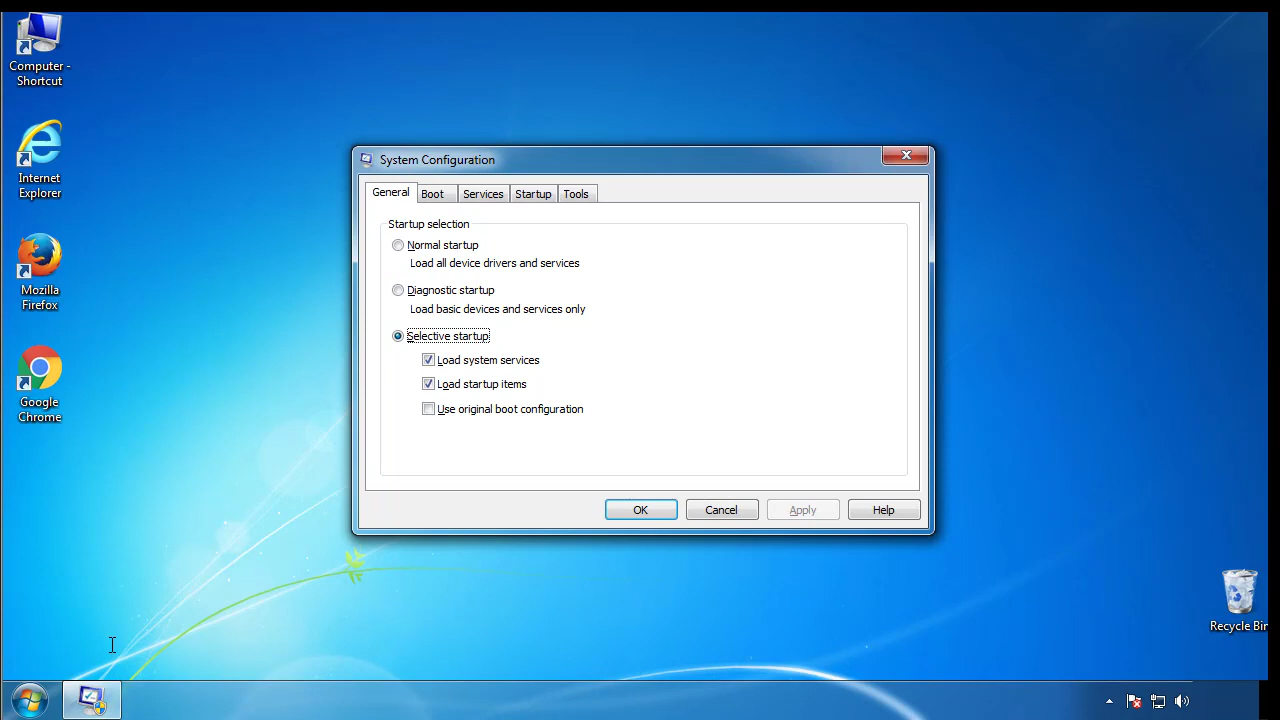 Computer -
Shortcut
Internet
Explorer
Mozilla
Firefox
Google
Chrome
System Configuration
General
Boot
Services
Startup
Tools
Startup selection
Normal startup
Load all device drivers and services
Diagnostic startup
Load basic devices and services only
Selective startup
Load system services
Load startup items
Use original boot configuration
OK
Cancel
Apply
Help
Recycle Bin